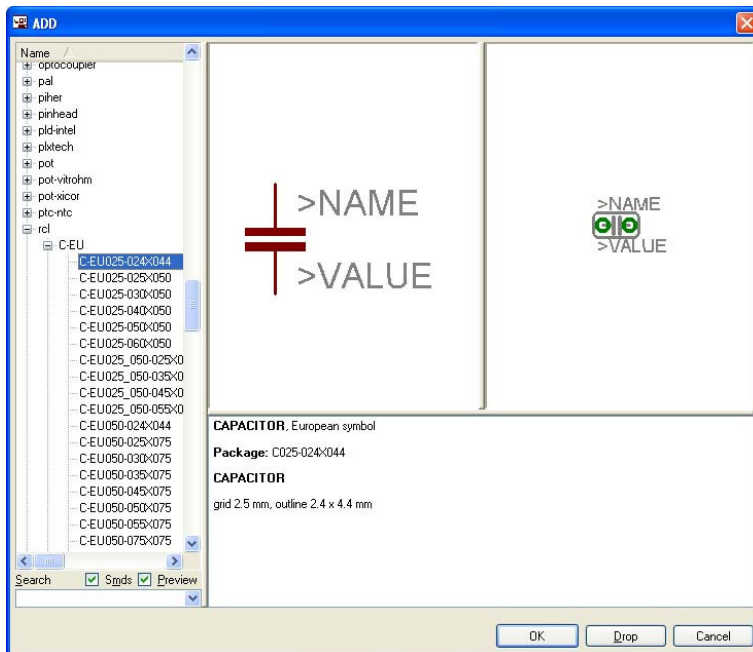 ADD
Name
optocoupler
pal
piher
pinhead
pld-intel
plxtech
pot
pot-vitrohm
pot-xicor
ptc-ntc
rcl
C-EU
C-EU025-024X044
C-EU025-025X050
C-EU025-030X050
C-EU025-040X050
C-EU025-050X050
C-EU025-060X050
C-EU025_050-025X0
C-EU025_050-035X0
C-EU025_050-045X0
C-EU025_050-055X0
C-EU050-024X044
C-EU050-025X075
C-EU050-030X075
C-EU050-035X075
C-EU050-045X075
C-EU050-050X075
C-EU050-055X075
C-EU050-075X075
Search Smds Preview
>NAME
>VALUE
>NAME
>VALUE
CAPACITOR, European symbol
Package: C025-024X044
CAPACITOR
grid 2.5 mm, outline 2.4 x 4.4 mm
OK Drop Cancel